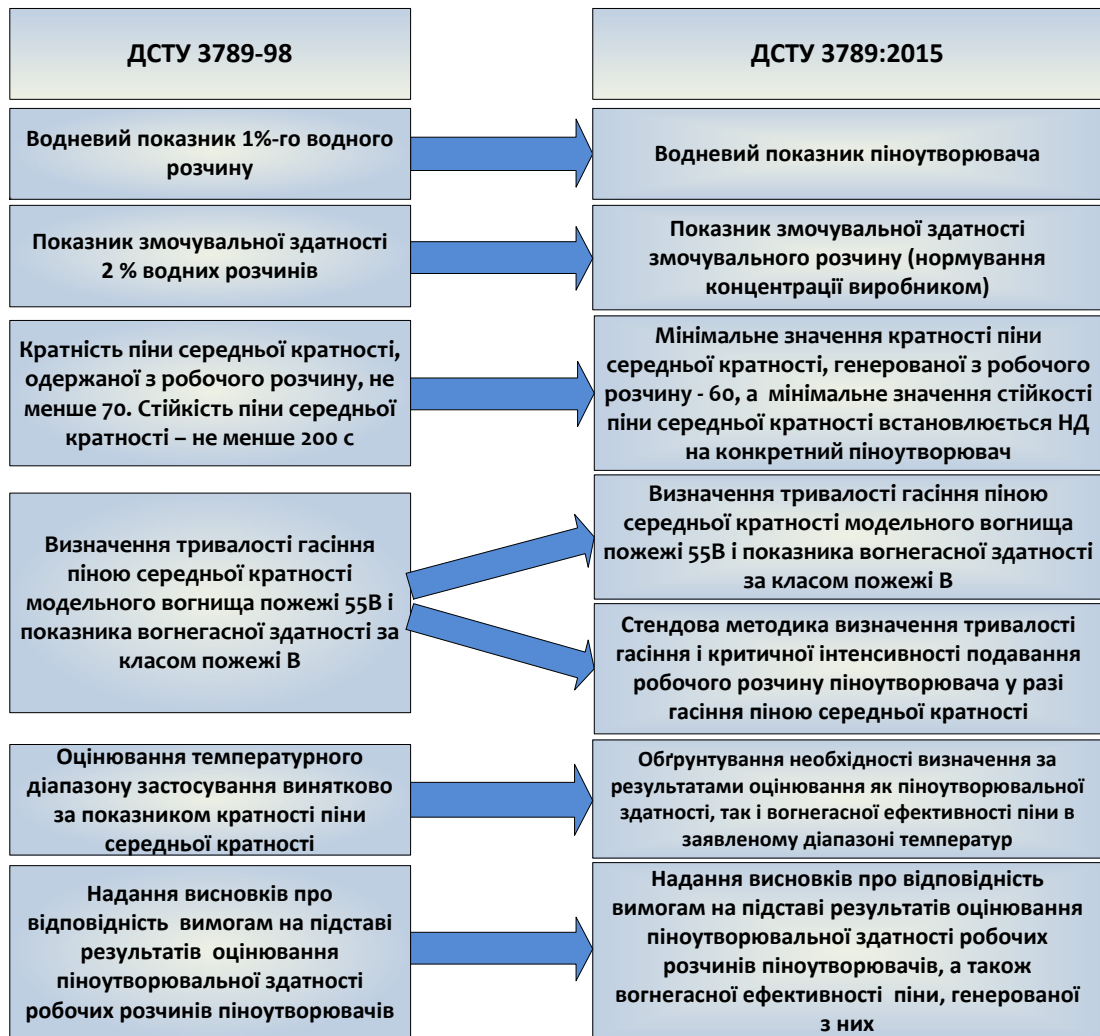 ДСТУ 3789-98
ДСТУ 3789:2015
Водневий показник 1%-го водного
розчину
Водневий показник піноутворювача
Показник змочувальної здатності
2 % водних розчинів
Показник змочувальної здатності
змочувального розчину (нормування
концентрації виробником)
Кратність піни середньої кратності,
одержаної з робочого розчину, не
менше 70. Стійкість піни середньої
кратності – не менше 200 с
Мінімальне значення кратності піни
середньої кратності, генерованої з робочого
розчину - 60, а мінімальне значення стійкості
піни середньої кратності встановлюється НД
на конкретний піноутворювач
Визначення тривалості гасіння
піною середньої кратності
модельного вогнища пожежі 55В і
показника вогнегасної здатності за
класом пожежі В
Визначення тривалості гасіння піною
середньої кратності модельного вогнища
пожежі 55В і показника вогнегасної здатності
за класом пожежі В
Стендова методика визначення тривалості
гасіння і критичної інтенсивності подавання
робочого розчину піноутворювача у разі
гасіння піною середньої кратності
Оцінювання температурного
діапазону застосування винятково
за показником кратності піни
середньої кратності
Обґрунтування необхідності визначення за
результатами оцінювання як піноутворювальної
здатності, так і вогнегасної ефективності піни в
заявленому діапазоні температур
Надання висновків про
відповідність вимогам на підставі
результатів оцінювання
піноутворювальної здатності
робочих розчинів піноутворювачів
Надання висновків про відповідність
вимогам на підставі результатів оцінювання
піноутворювальної здатності робочих
розчинів піноутворювачів, а також
вогнегасної ефективності піни, генерованої
з них